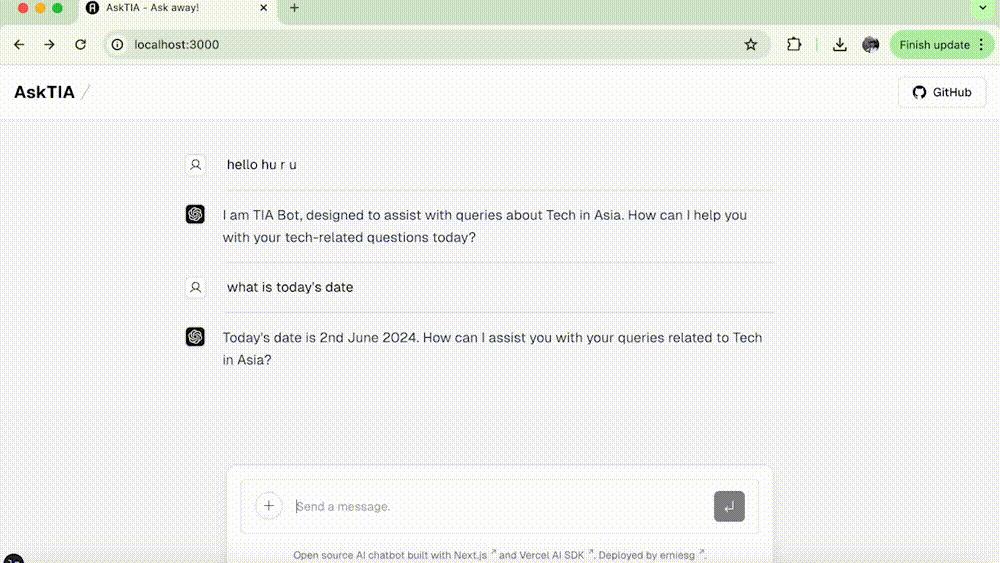 AskTIA - Ask away!
localhost:3000
Finish update
AskTIA /
GitHub
hello hu r u
I am TIA Bot, designed to assist with queries about Tech in Asia. How can I help you
with your tech-related questions today?
what is today's date
Today's date is 2nd June 2024. How can I assist you with your queries related to Tech
in Asia?
Send a message.
Open source AI chatbot built with Next.js and Vercel AI SDK . Deployed by erniesg .